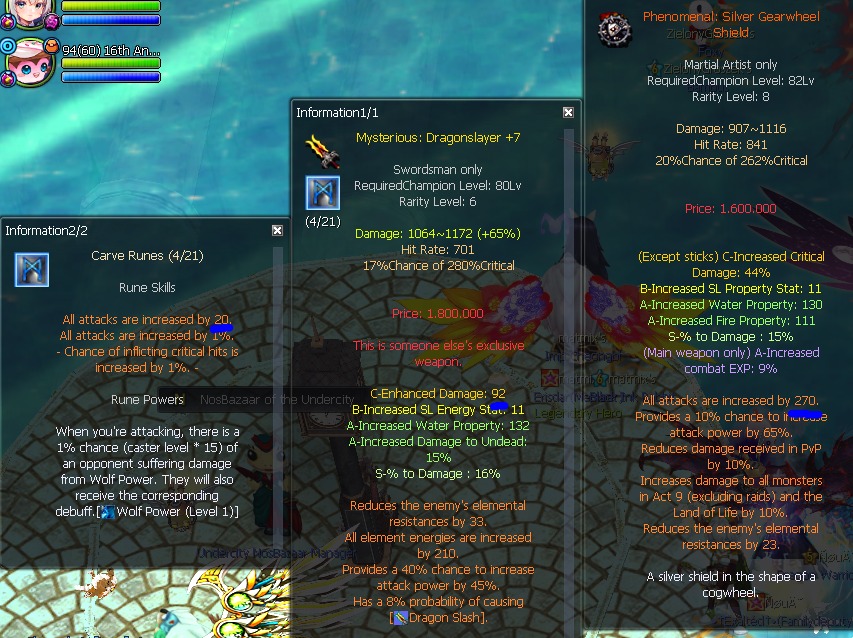 94(60) 16th An...
Information2/2
Carve Runes (4/21)
Rune Skills
All attacks are increased by 20.
All attacks are increased by 1%.
- Chance of inflicting critical hits is
increased by 1%. -
Rune Powers
When you're attacking, there is a
1% chance (caster level * 15) of
an opponent suffering damage
from Wolf Power. They will also
receive the corresponding
debuff.[Wolf Power (Level 1)]
NosBazaar of the Undercity
Undercity NosBazaar Manager
Information1/1
Mysterious: Dragonslayer +7
Swordsman only
RequiredChampion Level: 80Lv
Rarity Level: 6
(4/21)
Damage: 1064~1172 (+65%)
Hit Rate: 701
17%Chance of 280%Critical
Price: 1.800.000
This is someone else's exclusive
weapon.
C-Enhanced Damage: 92
B-Increased SL Energy Stat: 11
A-Increased Water Property: 132
A-Increased Damage to Undead:
15%
S-% to Damage : 16%
Reduces the enemy's elemental
resistances by 33.
All element energies are increased
by 210.
Provides a 40% chance to increase
attack power by 45%.
Has a 8% probability of causing
[Dragon Slash].
Phenomenal: Silver Gearwheel
Shield
Martial Artist only
RequiredChampion Level: 82Lv
Rarity Level: 8
Damage: 907~1116
Hit Rate: 841
20%Chance of 262%Critical
Price: 1.600.000
(Except sticks) C-Increased Critical
Damage: 44%
B-Increased SL Property Stat: 11
A-Increased Water Property: 130
A-Increased Fire Property: 111
S-% to Damage : 15%
(Main weapon only) A-Increased
combat EXP: 9%
All attacks are increased by 270.
Provides a 10% chance to increase
attack power by 65%.
Reduces damage received in PvP
by 10%.
Increases damage to all monsters
in Act 9 (excluding raids) and the
Land of Life by 10%.
Reduces the enemy's elemental
resistances by 23.
A silver shield in the shape of a
cogwheel.